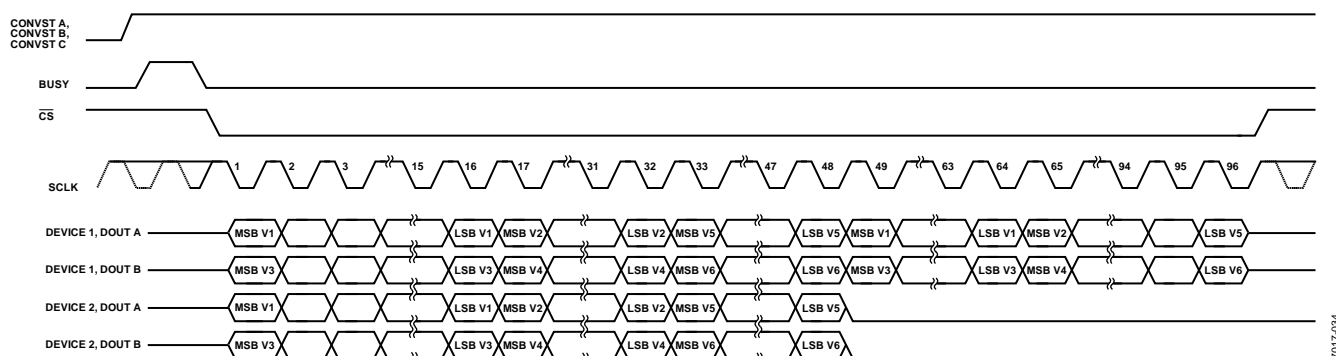 CONVST A,
CONVST B,
CONVST C
BUSY
CS
SCLK
1 2 3 15 16 17 31 32 33 47 48 49 63 64 65 94 95 96
DEVICE 1, DOUT A MSB V1 LSB V1 MSB V2 LSB V2 MSB V5 LSB V5 MSB V1 LSB V1 MSB V2 LSB V5
DEVICE 1, DOUT B MSB V3 LSB V3 MSB V4 LSB V4 MSB V6 LSB V6 MSB V3 LSB V3 MSB V4 LSB V6
DEVICE 2, DOUT A MSB V1 LSB V1 MSB V2 LSB V2 MSB V5 LSB V5
DEVICE 2, DOUT B MSB V3 LSB V3 MSB V4 LSB V4 MSB V6 LSB V6